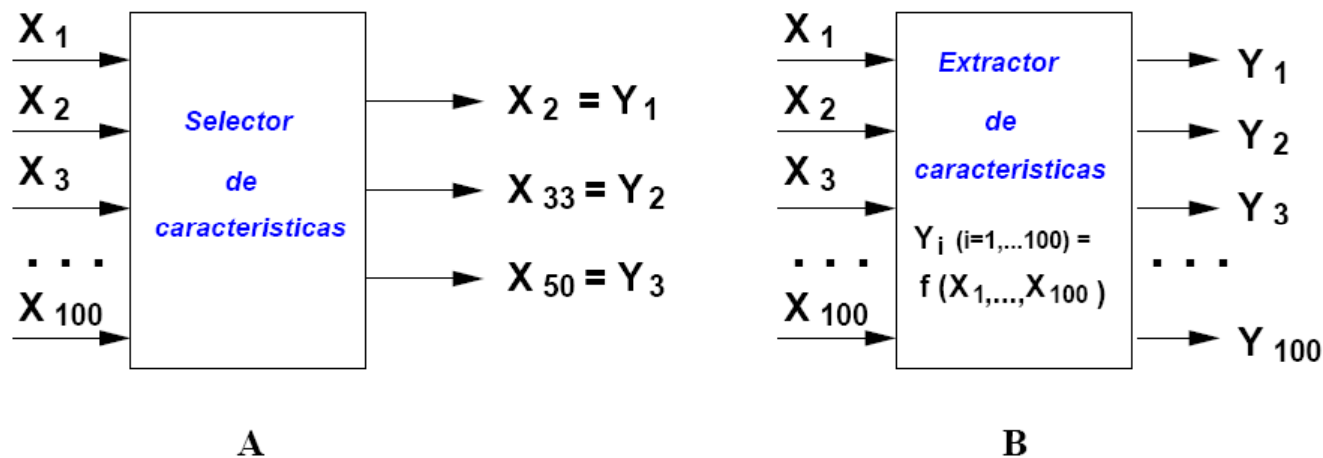 X 1
X 2
X 3
. . .
X 100
Selector
de
caracteristicas
X 2 = Y 1
X 33 = Y 2
X 50 = Y 3
A
X 1
X 2
X 3
. . .
X 100
Extractor
de
caracteristicas
Y i (i=1,...100) =
f (X 1,...,X 100 )
Y 1
Y 2
Y 3
. . .
Y 100
B